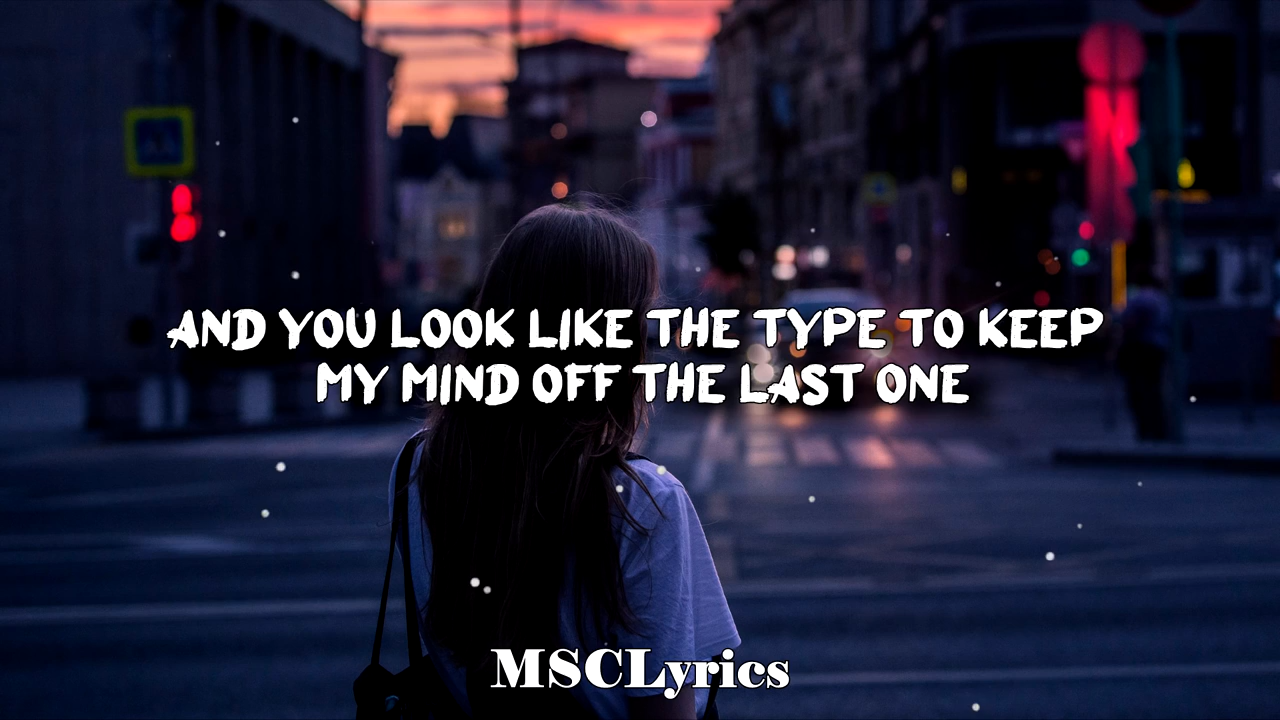 AND YOU LOOK LIKE THE TYPE TO KEEP
MY MIND OFF THE LAST ONE
MSCLyrics